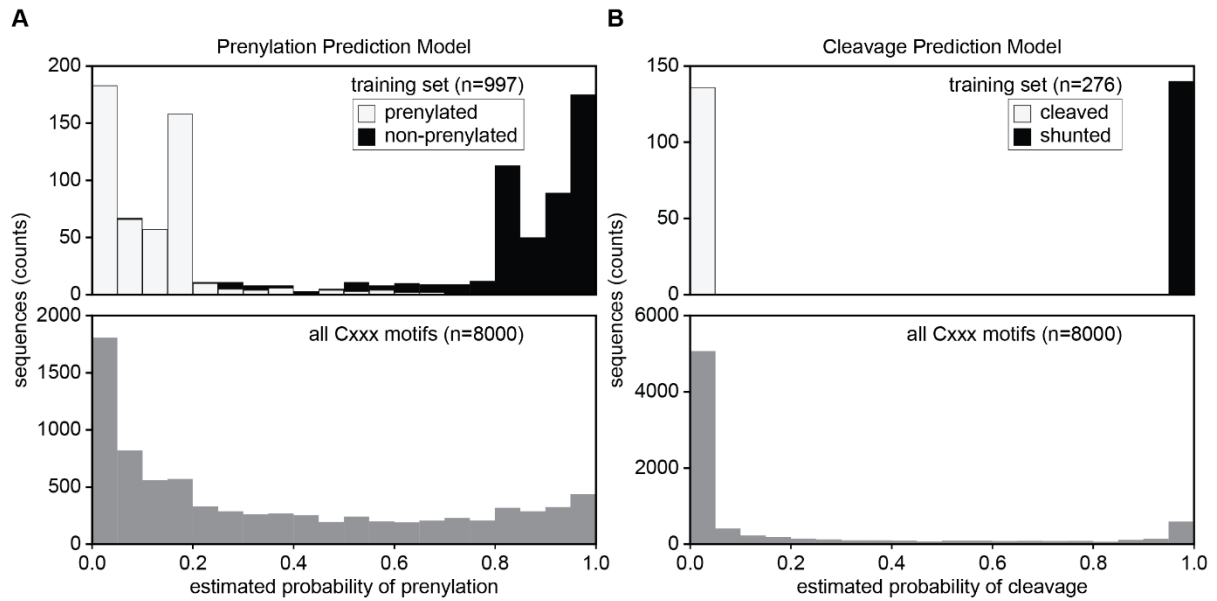 A
Prenylation Prediction Model
200
150
100
50
0
training set (n=997)
prenylated
non-prenylated
sequences (counts)
2000
1500
1000
500
0
all Cxxx motifs (n=8000)
0.0 0.2 0.4 0.6 0.8 1.0
estimated probability of prenylation
B
Cleavage Prediction Model
150
100
50
0
training set (n=276)
cleaved
shunted
sequences (counts)
6000
4000
2000
0
all Cxxx motifs (n=8000)
0.0 0.2 0.4 0.6 0.8 1.0
estimated probability of cleavage